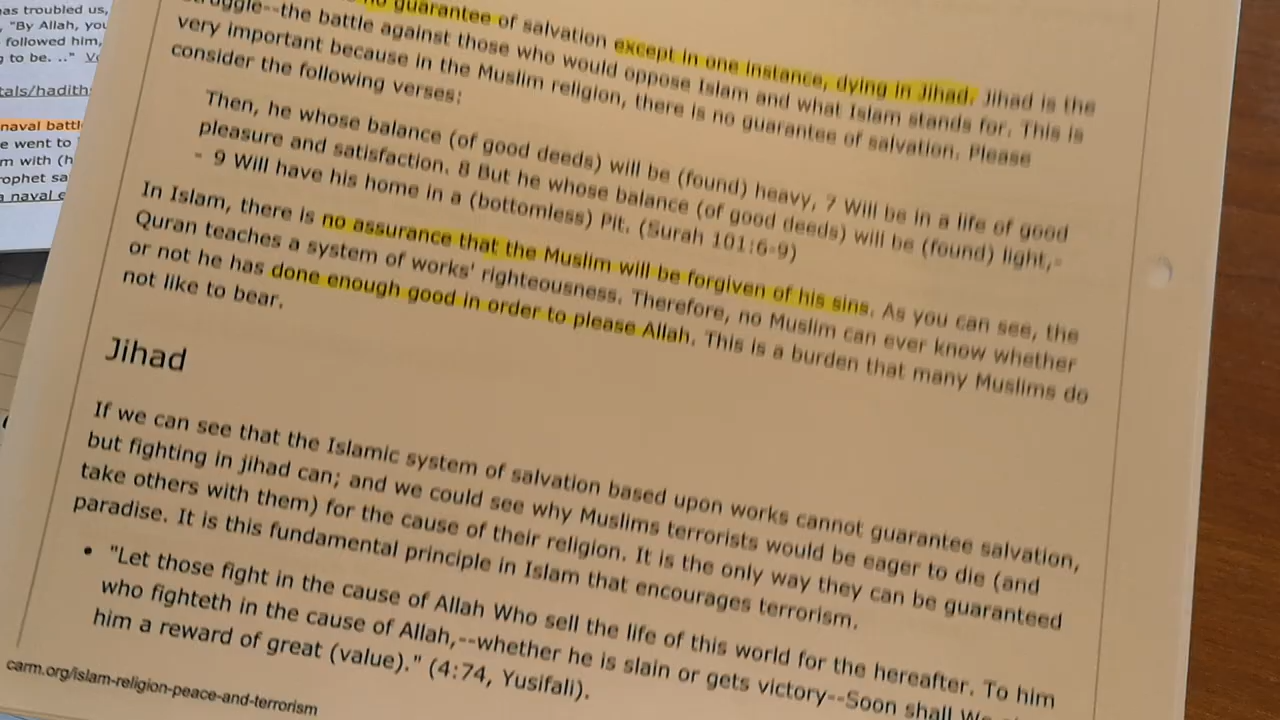 as troubled us,
"By Allah, you
followed him,
g to be. .."
tals/hadith
naval battl
e went to
m with (h
rophet sa
a naval e
no guarantee of salvation except in one instance, dying in Jihad. Jihad is the
struggle--the battle against those who would oppose Islam and what Islam stands for. This is
very important because in the Muslim religion, there is no guarantee of salvation. Please
consider the following verses:
Then, he whose balance (of good deeds) will be (found) heavy, 7 Will be in a life of good
pleasure and satisfaction. 8 But he whose balance (of good deeds) will be (found) light,-
- 9 Will have his home in a (bottomless) Pit. (Surah 101:6-9)
In Islam, there is no assurance that the Muslim will be forgiven of his sins. As you can see, the
Quran teaches a system of works' righteousness. Therefore, no Muslim can ever know whether
or not he has done enough good in order to please Allah. This is a burden that many Muslims do
not like to bear.
Jihad
If we can see that the Islamic system of salvation based upon works cannot guarantee salvation,
but fighting in jihad can; and we could see why Muslims terrorists would be eager to die (and
take others with them) for the cause of their religion. It is the only way they can be guaranteed
paradise. It is this fundamental principle in Islam that encourages terrorism.
• "Let those fight in the cause of Allah Who sell the life of this world for the hereafter. To him
who fighteth in the cause of Allah,--whether he is slain or gets victory--Soon shall We
him a reward of great (value)." (4:74, Yusifali).
carm.org/islam-religion-peace-and-terrorism